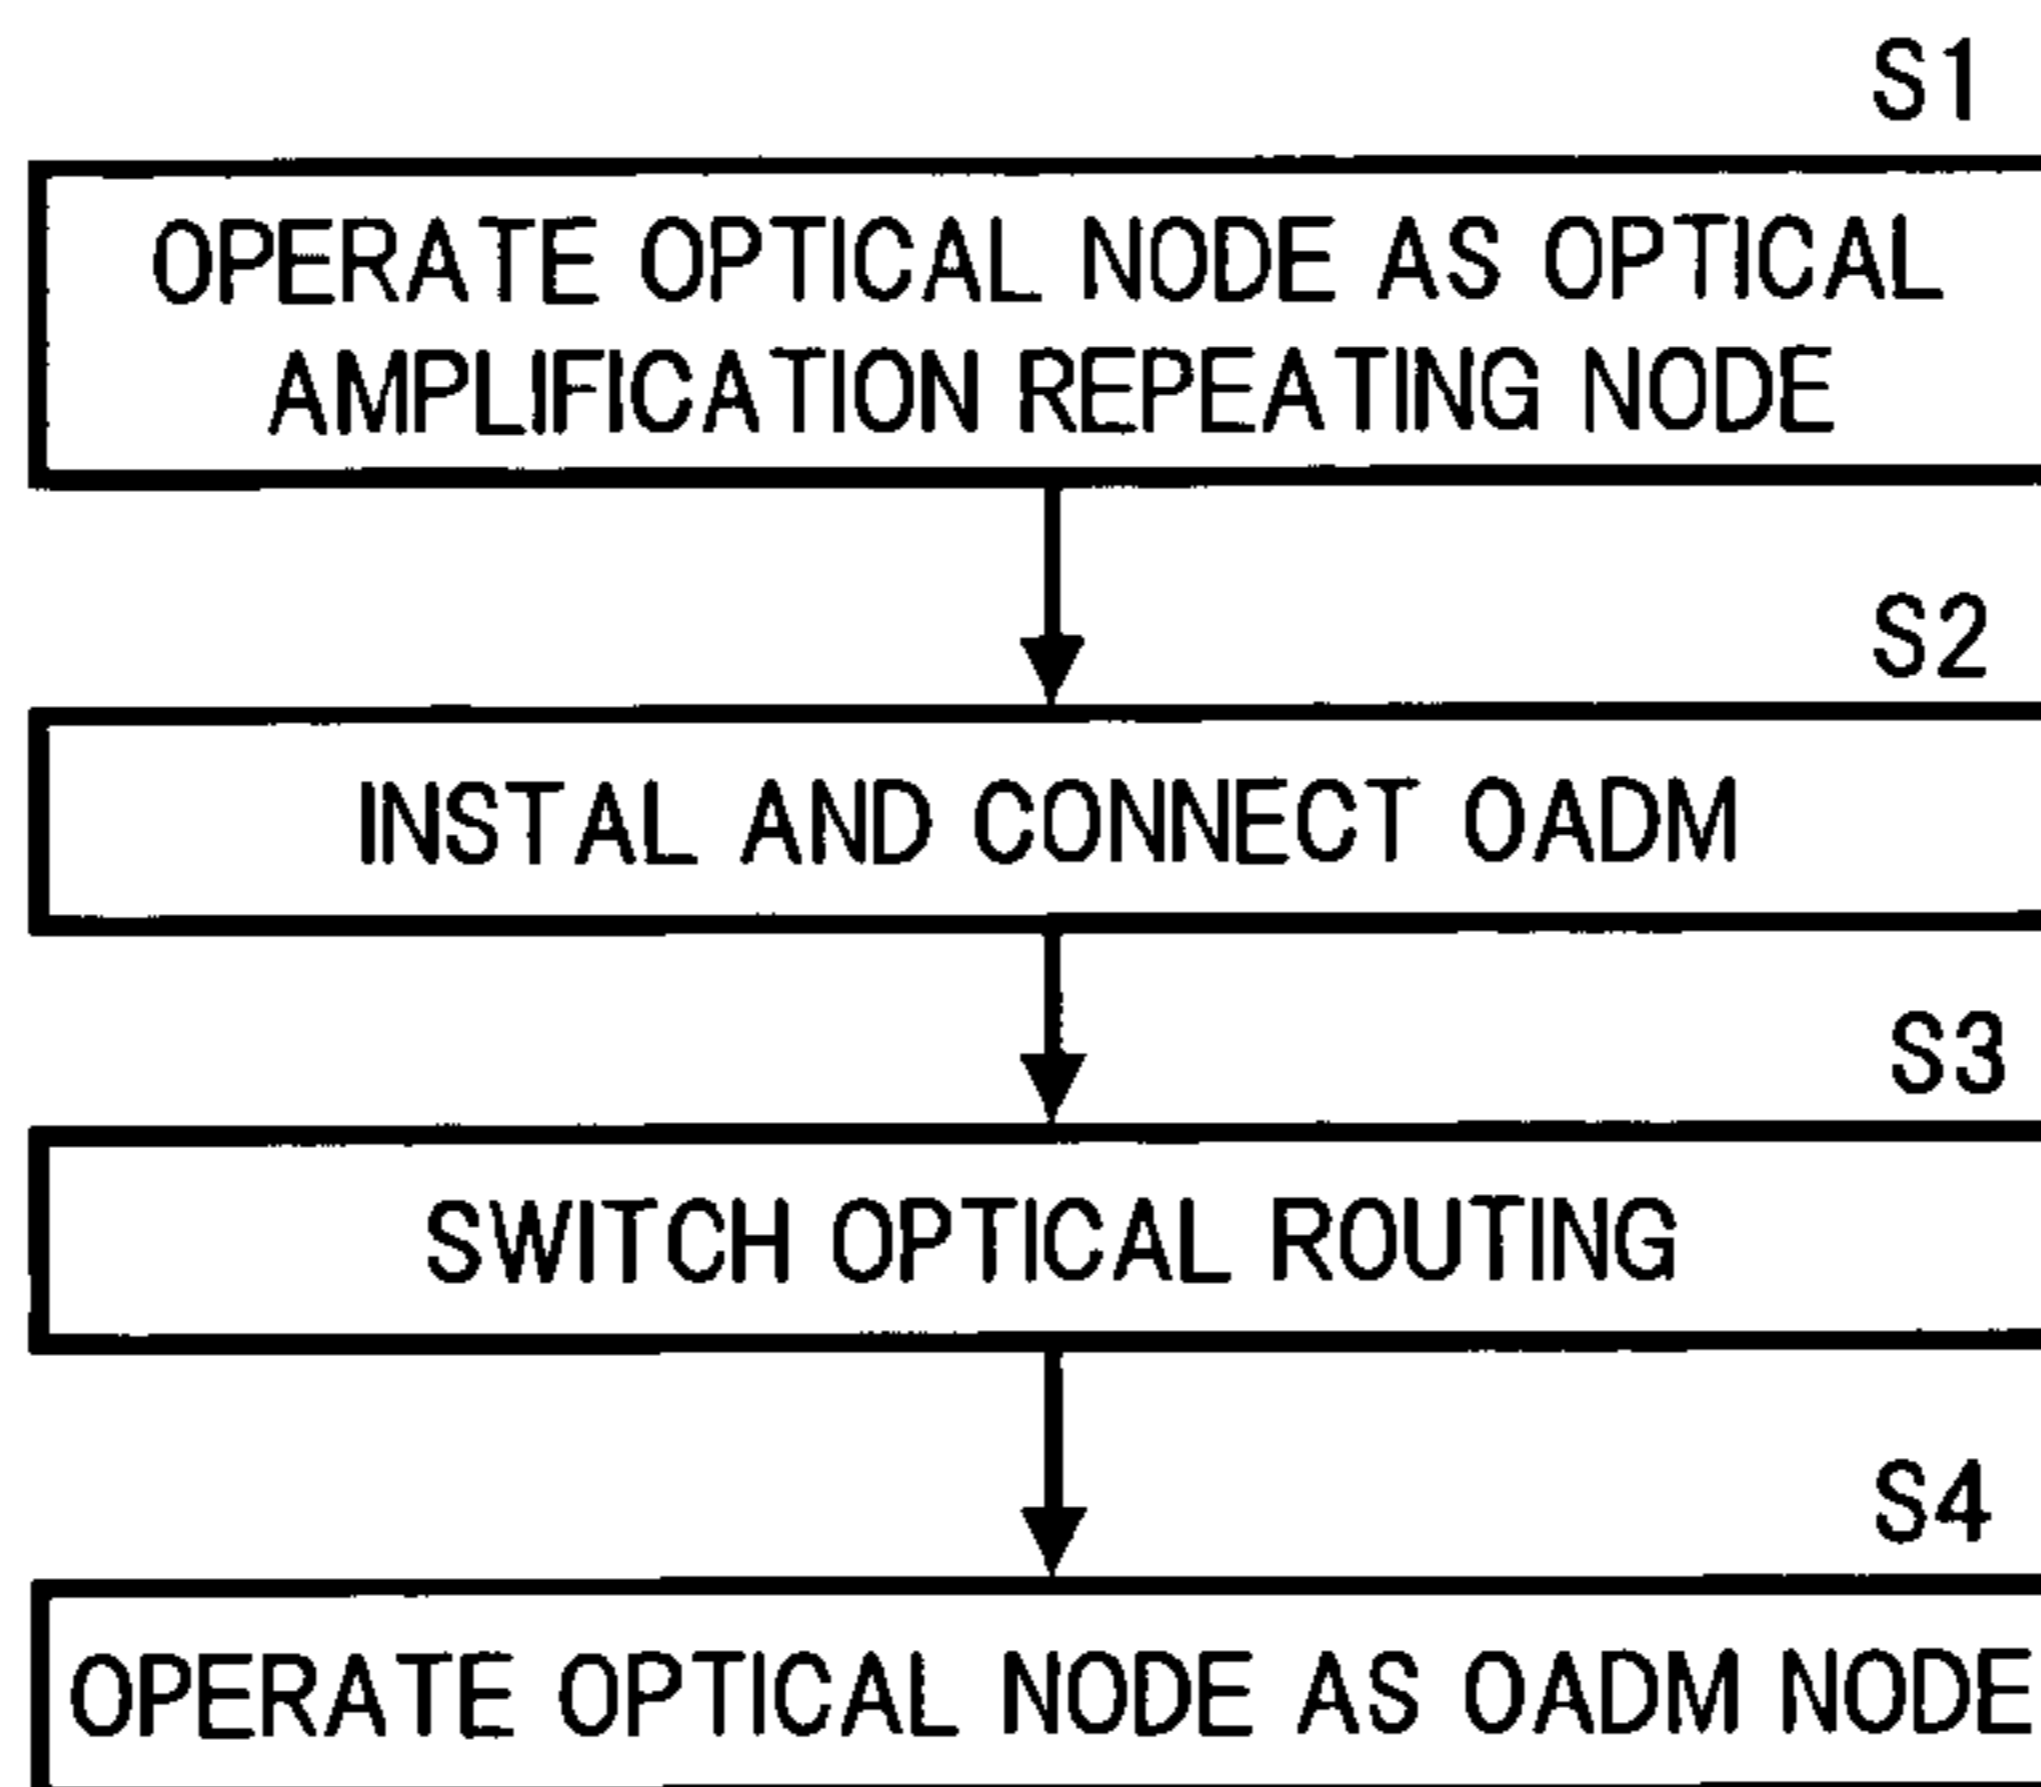 S1
OPERATE OPTICAL NODE AS OPTICAL
AMPLIFICATION REPEATING NODE
S2
INSTAL AND CONNECT OADM
S3
SWITCH OPTICAL ROUTING
S4
OPERATE OPTICAL NODE AS OADM NODE